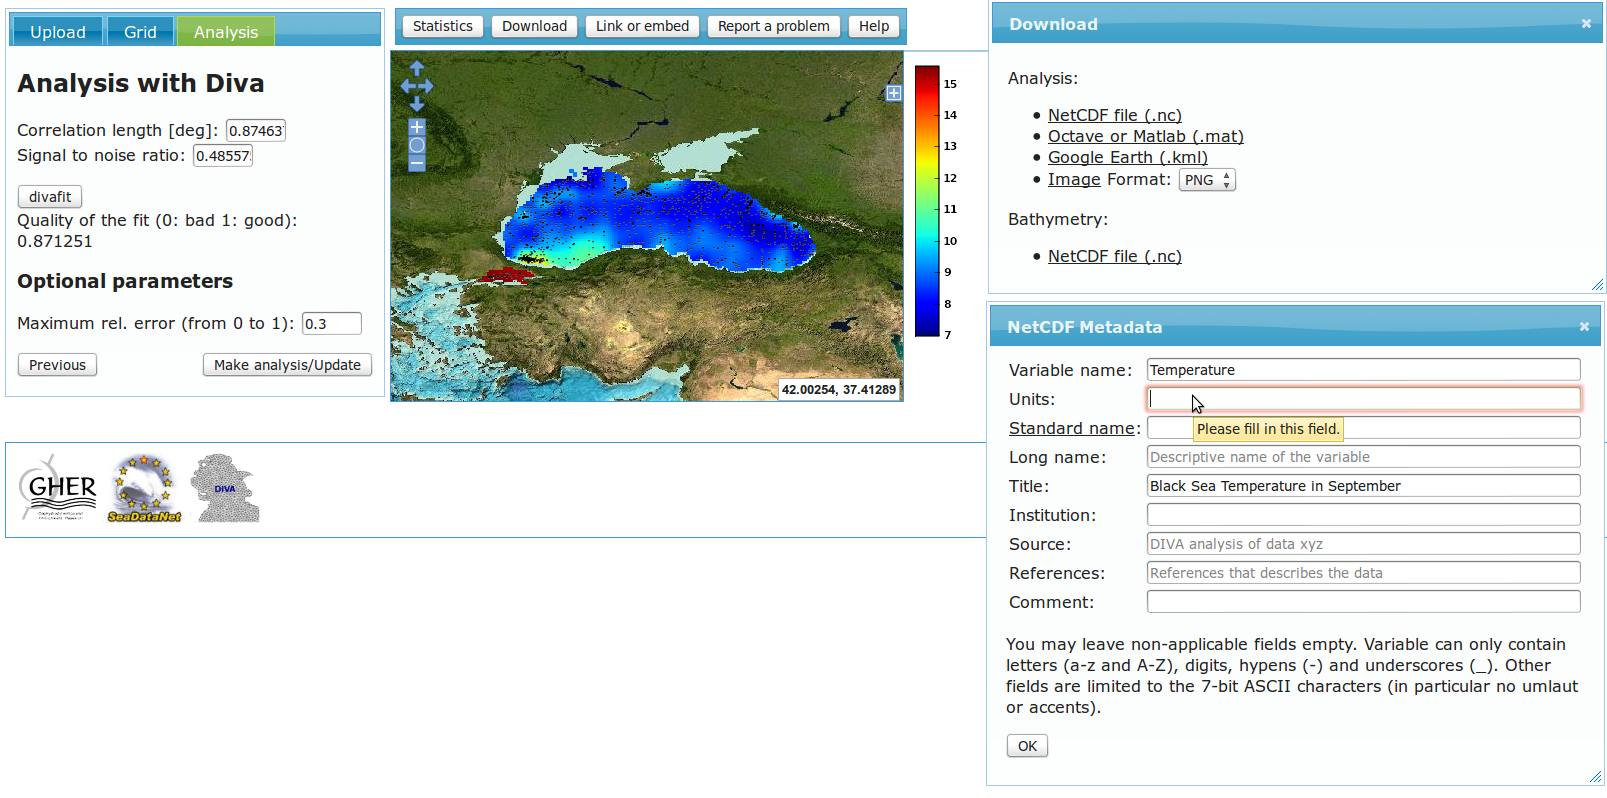 Upload
Grid
Analysis
Analysis with Diva
Correlation length [deg]: 0.87463
Signal to noise ratio: 0.48557
divafit
Quality of the fit (0: bad 1: good):
0.871251
Optional parameters
Maximum rel. error (from 0 to 1): 0.3
Previous
Make analysis/Update
Statistics
Download
Link or embed
Report a problem
Help
15
14
13
12
11
10
9
8
7
42.00254, 37.41289
GHER
SeaDataNet
DIVA
Download
Analysis:
NetCDF file (.nc)
Octave or Matlab (.mat)
Google Earth (.kml)
Image Format: PNG
Bathymetry:
NetCDF file (.nc)
NetCDF Metadata
Variable name: Temperature
Units:
Please fill in this field.
Standard name:
Long name: Descriptive name of the variable
Title: Black Sea Temperature in September
Institution:
Source: DIVA analysis of data xyz
References: References that describes the data
Comment:
You may leave non-applicable fields empty. Variable can only contain
letters (a-z and A-Z), digits, hypens (-) and underscores (_). Other
fields are limited to the 7-bit ASCII characters (in particular no umlaut
or accents).
OK